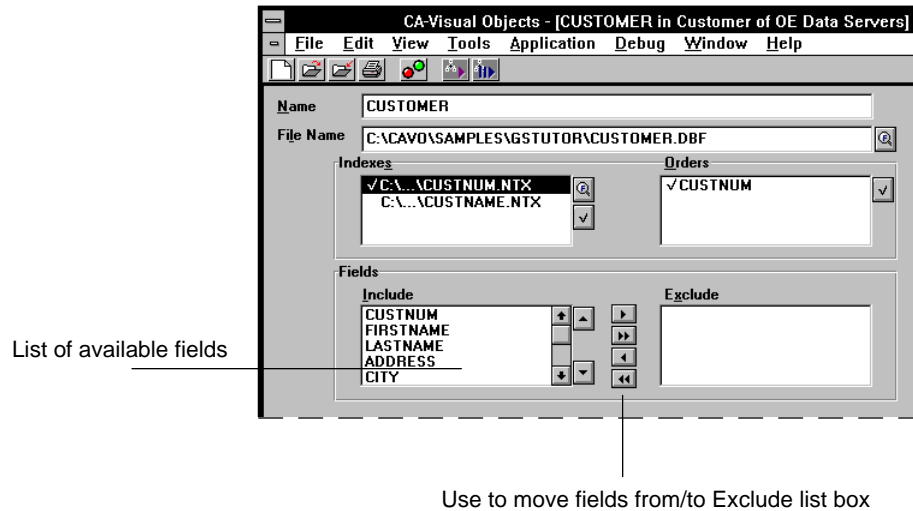 CA-Visual Objects - [CUSTOMER in Customer of OE Data Servers]
File Edit View Tools Application Debug Window Help
Name CUSTOMER
File Name C:\CAVO\SAMPLES\GSTUTOR\CUSTOMER.DBF
Indexes Orders
√ C:\...\CUSTNUM.NTX √ CUSTNUM
C:\...\CUSTNAME.NTX
Fields
Include Exclude
CUSTNUM
FIRSTNAME
LASTNAME
ADDRESS
CITY
List of available fields
Use to move fields from/to Exclude list box